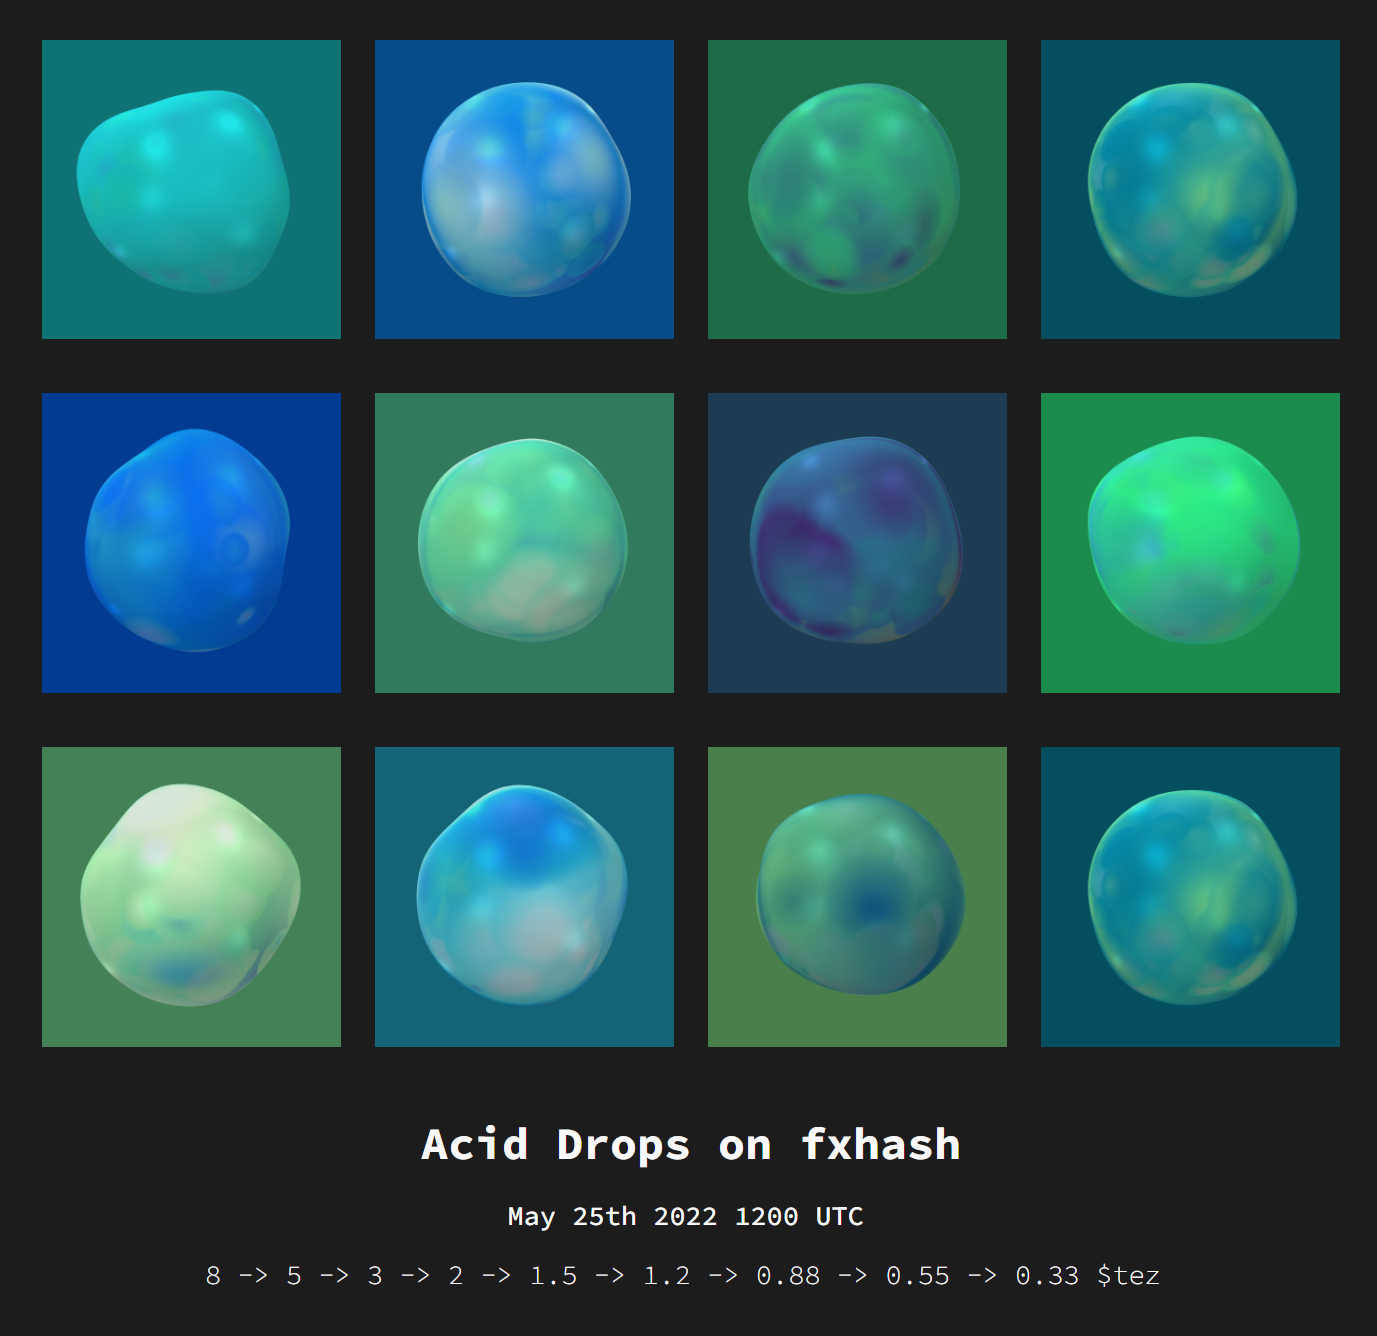 Acid Drops on fxhash
May 25th 2022 1200 UTC
8 -> 5 -> 3 -> 2 -> 1.5 -> 1.2 -> 0.88 -> 0.55 -> 0.33 $tez